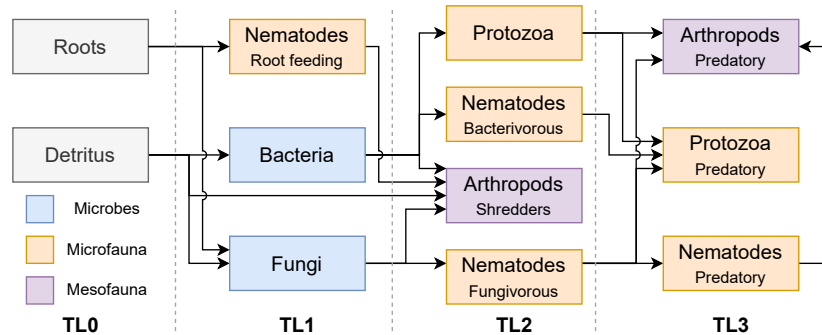 Roots
Detritus
Microbes
Microfauna
Mesofauna
TL0
Nematodes
Root feeding
Bacteria
Fungi
TL1
Protozoa
Nematodes
Bacterivorous
Arthropods
Shredders
Nematodes
Fungivorous
TL2
Arthropods
Predatory
Protozoa
Predatory
Nematodes
Predatory
TL3